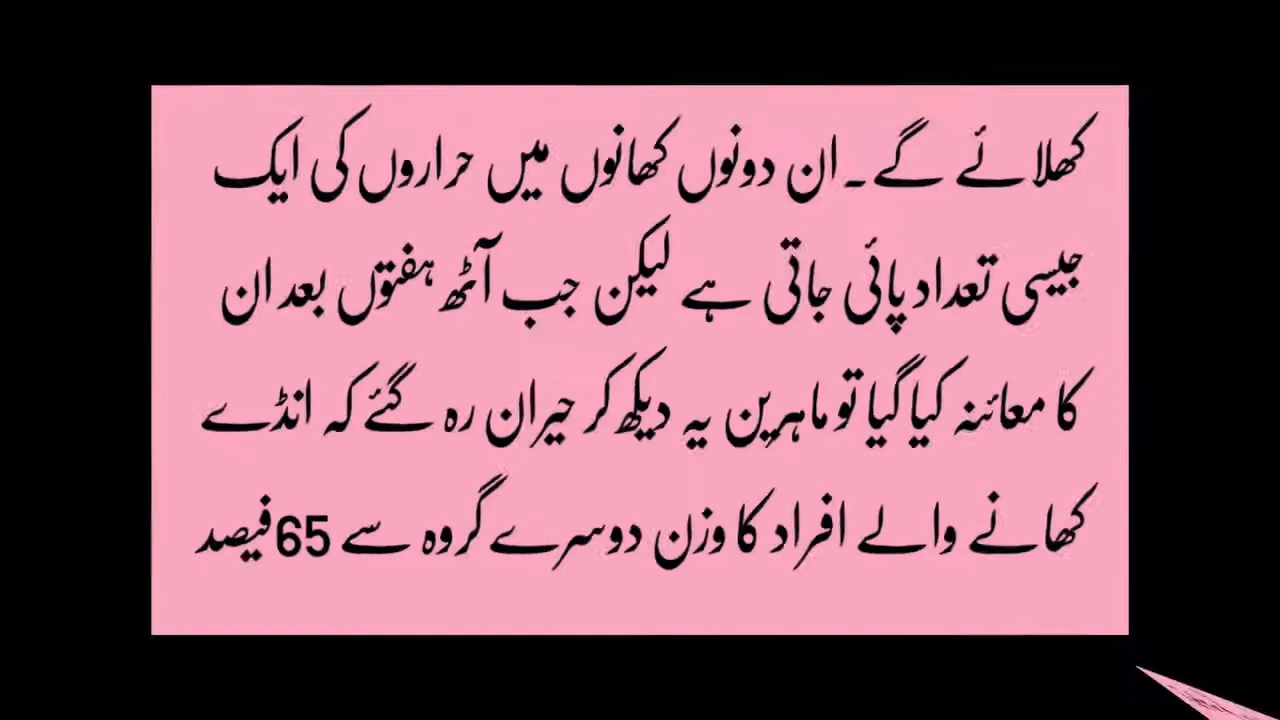 کھلائے گے۔ ان دونوں کھانوں میں حراروں کی ایک
جیسی تعداد پائی جاتی ہے لیکن جب آٹھ ہفتوں بعد ان
کا معائنہ کیا گیا تو ماہرین یہ دیکھ کر حیران رہ گئے کہ انڈے
کھانے والے افراد کا وزن دوسرے گروہ سے 65 فیصد